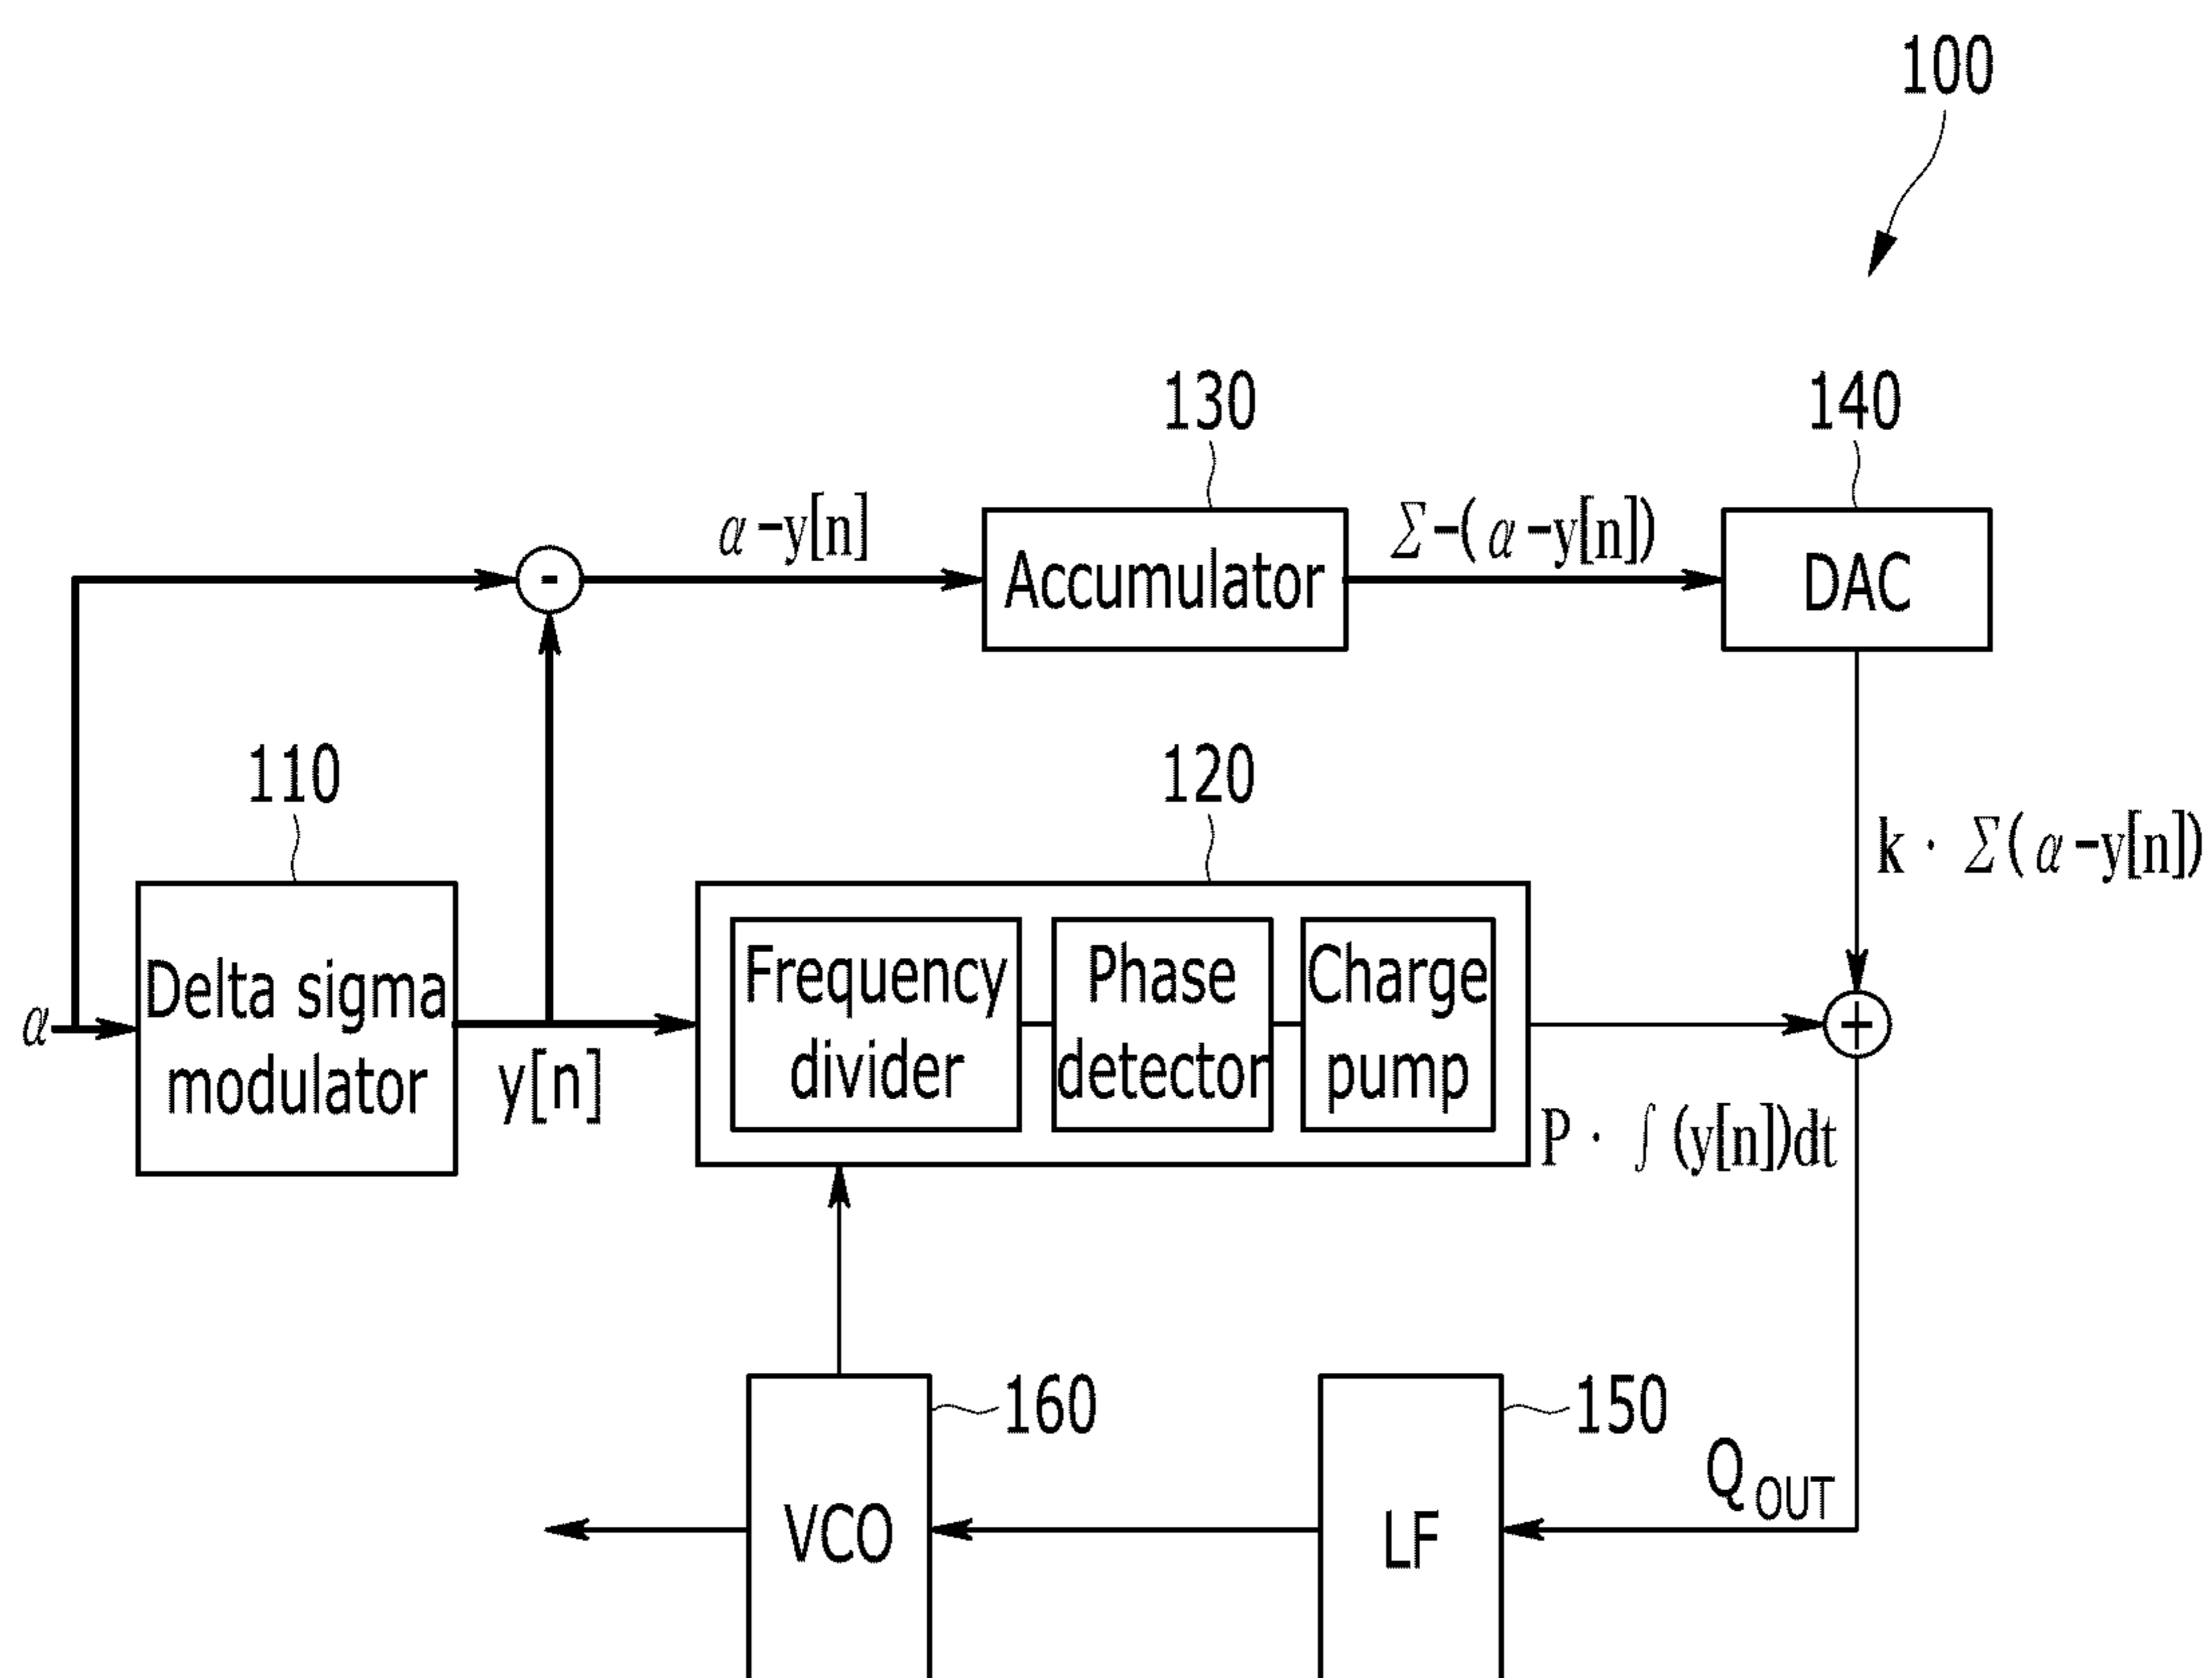 100
130
140
α-y[n]
Σ-(α-y[n])
-
Accumulator
DAC
110
120
k · Σ(α-y[n])
Delta sigma
modulator
Frequency
divider
Phase
detector
Charge
pump
α
y[n]
+
P · ∫(y[n])dt
160
150
Q OUT
VCO
LF